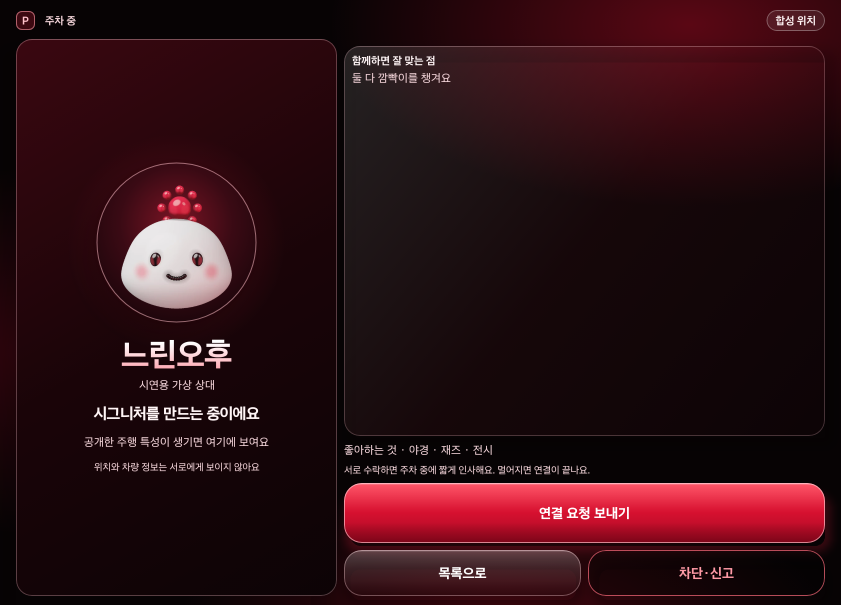 P 주차 중
합성 위치
느린오후
시연용 가상 상대
시그니처를 만드는 중이에요
공개한 주행 특성이 생기면 여기에 보여요
위치와 차량 정보는 서로에게 보이지 않아요
함께하면 잘 맞는 점
둘 다 깜빡이를 챙겨요
좋아하는 것 · 야경 · 재즈 · 전시
서로 수락하면 주차 중에 짧게 인사해요. 멀어지면 연결이 끝나요.
연결 요청 보내기
목록으로
차단·신고